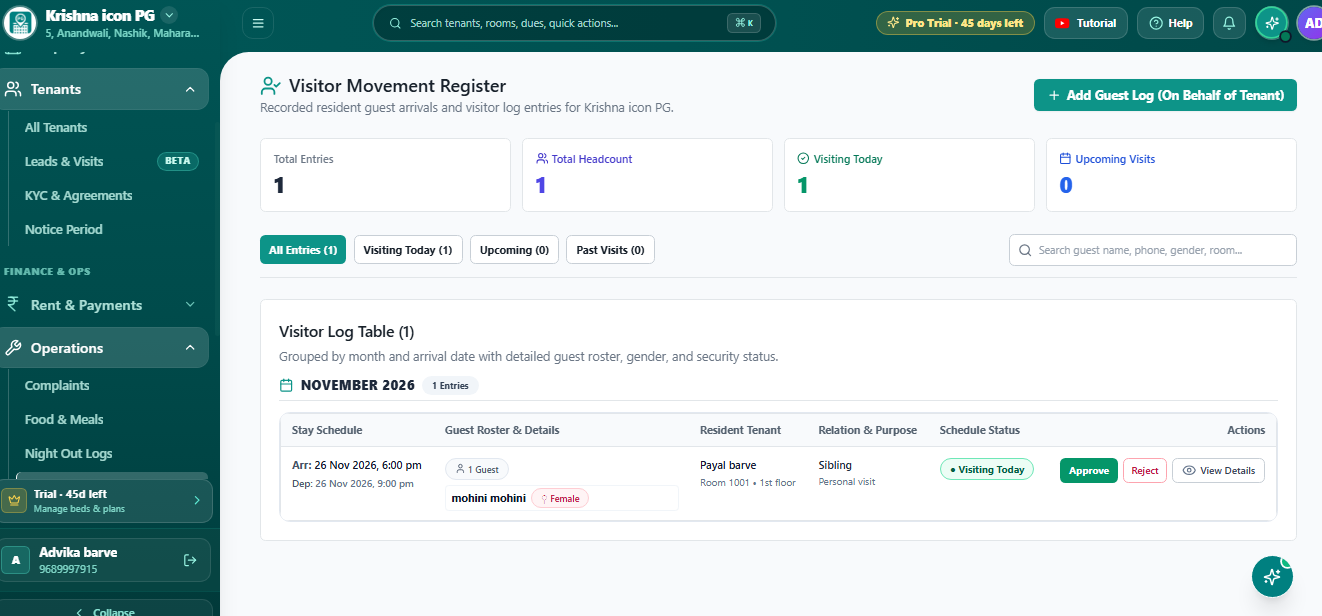 Krishna icon PG
5, Anandwali, Nashik, Mahara...
Search tenants, rooms, dues, quick actions...
⌘ K
Pro Trial - 45 days left
Tutorial
Help
AD
Tenants
All Tenants
Leads & Visits
BETA
KYC & Agreements
Notice Period
FINANCE & OPS
₹ Rent & Payments
Operations
Complaints
Food & Meals
Night Out Logs
Trial - 45d left
Manage beds & plans
A
Advika barve
9689997915
Collapse
Visitor Movement Register
Recorded resident guest arrivals and visitor log entries for Krishna icon PG.
+ Add Guest Log (On Behalf of Tenant)
Total Entries
1
Total Headcount
1
Visiting Today
1
Upcoming Visits
0
All Entries (1)
Visiting Today (1)
Upcoming (0)
Past Visits (0)
Search guest name, phone, gender, room...
Visitor Log Table (1)
Grouped by month and arrival date with detailed guest roster, gender, and security status.
NOVEMBER 2026
1 Entries
Stay Schedule Guest Roster & Details Resident Tenant Relation & Purpose Schedule Status Actions
Arr: 26 Nov 2026, 6:00 pm
Dep: 26 Nov 2026, 9:00 pm
1 Guest
mohini mohini
♀ Female
Payal barve
Room 1001 • 1st floor
Sibling
Personal visit
• Visiting Today
Approve
Reject
View Details